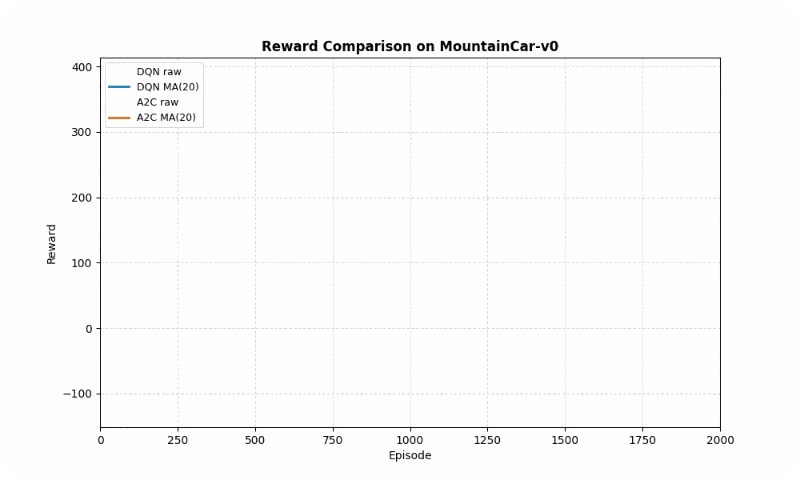 Reward Comparison on MountainCar-v0
400
300
200
100
0
−100
Reward
DQN raw
DQN MA(20)
A2C raw
A2C MA(20)
0 250 500 750 1000 1250 1500 1750 2000
Episode